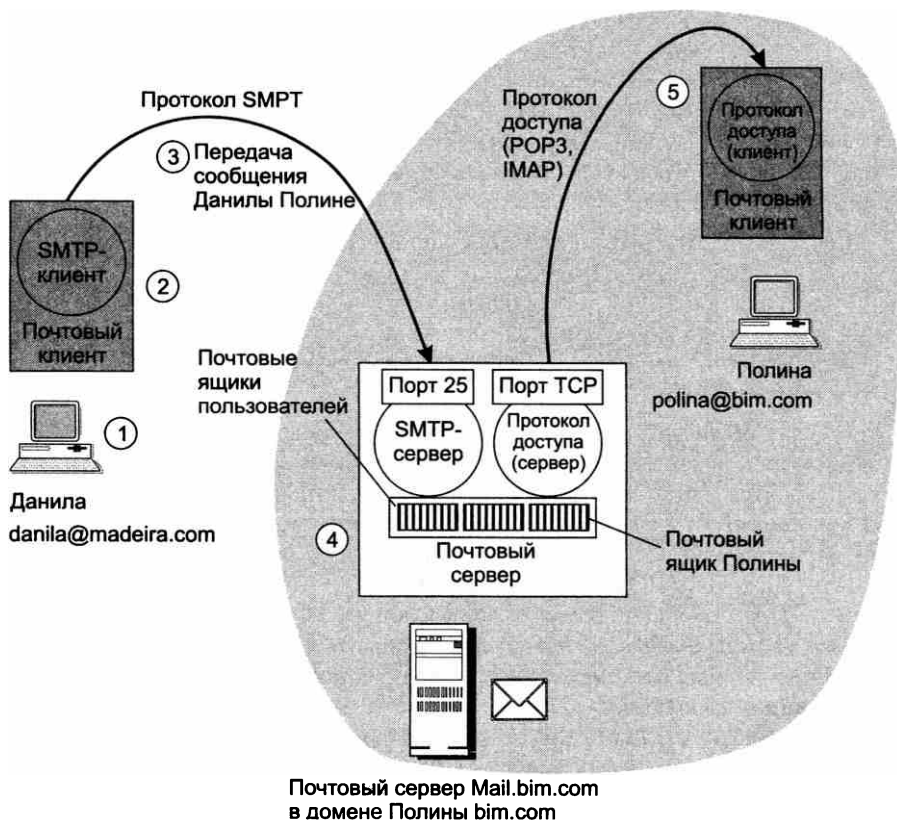 Протокол SMPT
3 Передача
сообщения
Данилы Полине
SMTP-
клиент
Почтовый
клиент
2
1
Данила
danila@madeira.com
Протокол
доступа
(POP3,
IMAP)
5
Протокол
доступа
(клиент)
Почтовый
клиент
Полина
polina@bim.com
Почтовые
ящики
пользователей
Порт 25
SMTP-
сервер
Порт TCP
Протокол
доступа
(сервер)
4
Почтовый
сервер
Почтовый
ящик Полины
Почтовый сервер Mail.bim.com
в домене Полины bim.com